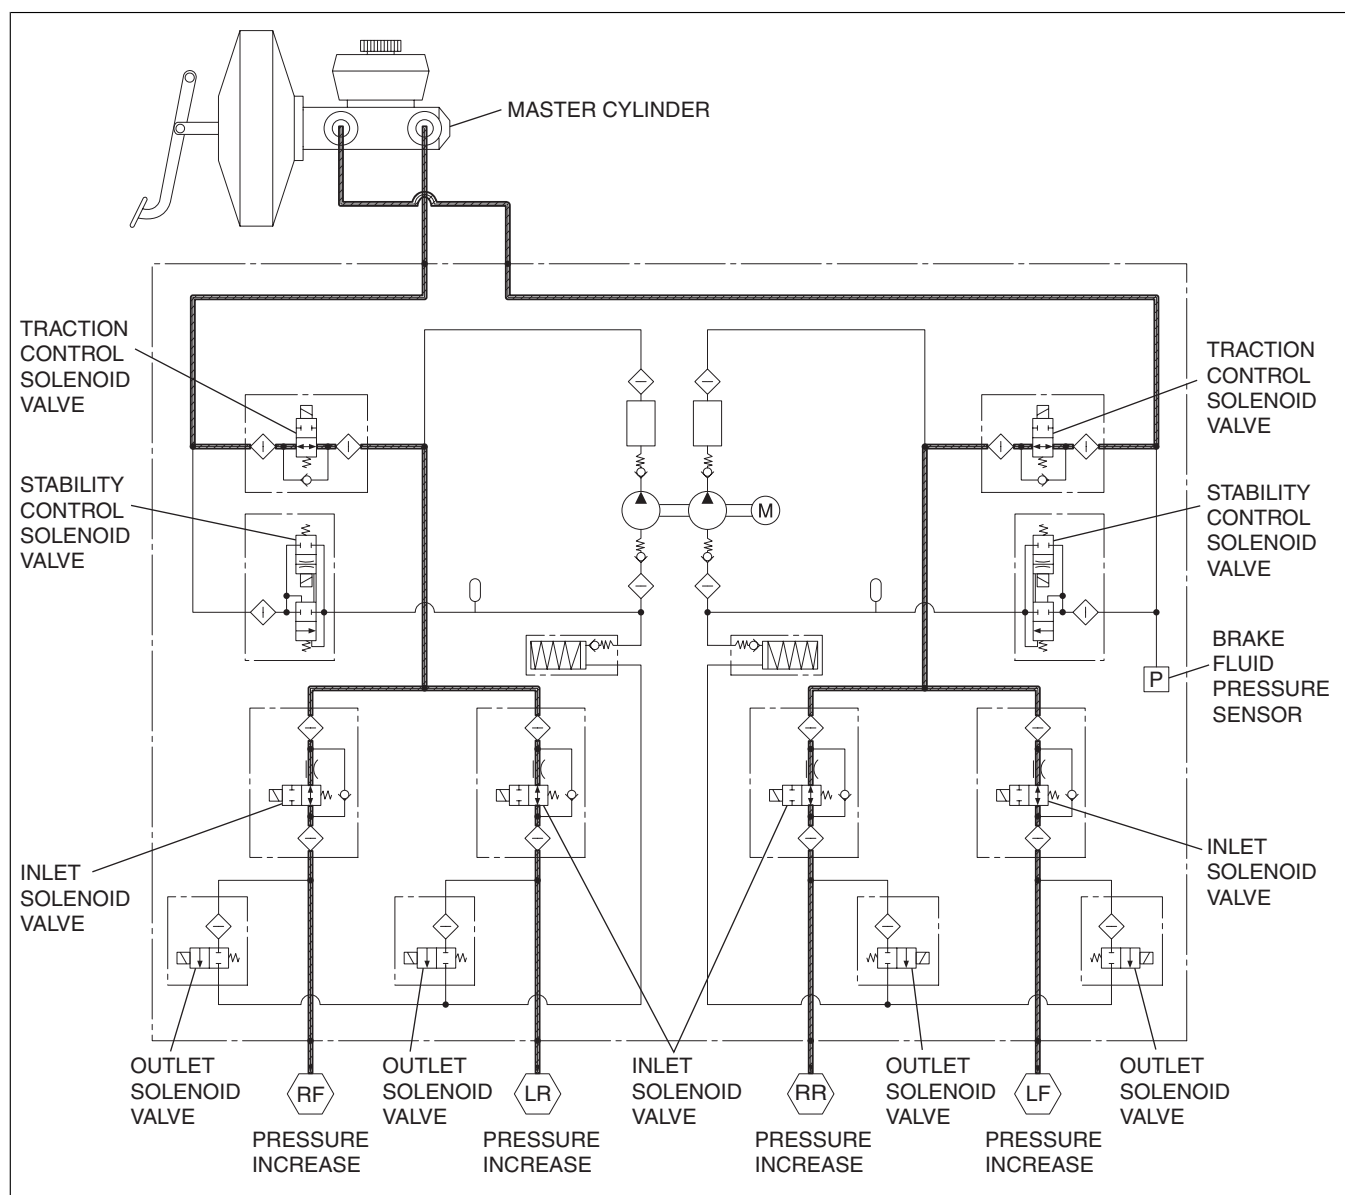 MASTER CYLINDER
TRACTION
CONTROL
SOLENOID
VALVE
TRACTION
CONTROL
SOLENOID
VALVE
STABILITY
CONTROL
SOLENOID
VALVE
M
STABILITY
CONTROL
SOLENOID
VALVE
BRAKE
FLUID
PRESSURE
SENSOR
P
INLET
SOLENOID
VALVE
INLET
SOLENOID
VALVE
OUTLET
SOLENOID
VALVE
RF
OUTLET
SOLENOID
VALVE
LR
INLET
SOLENOID
VALVE
RR
OUTLET
SOLENOID
VALVE
LF
OUTLET
SOLENOID
VALVE
PRESSURE
INCREASE
PRESSURE
INCREASE
PRESSURE
INCREASE
PRESSURE
INCREASE